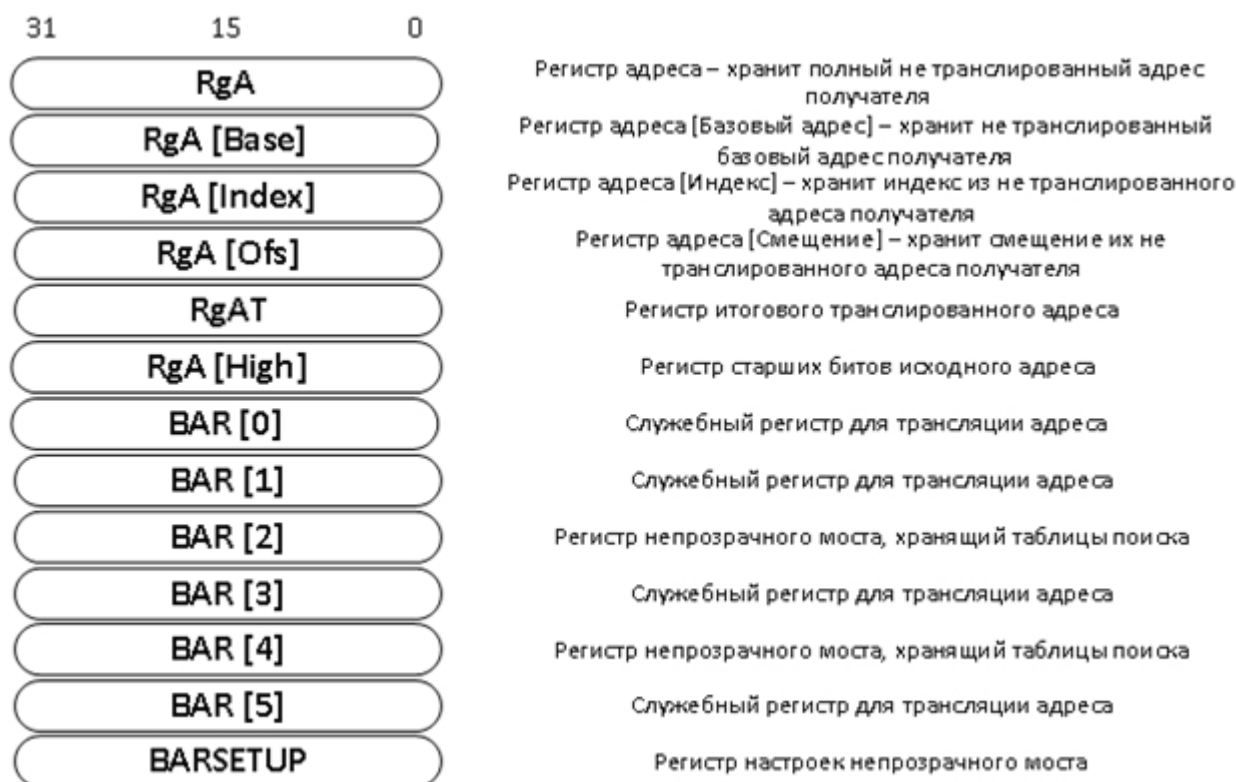 31 15 0
RgA
Регистр адреса – хранит полный не транслированный адрес
получателя
RgA [Base]
Регистр адреса [Базовый адрес] – хранит не транслированный
базовый адрес получателя
RgA [Index]
Регистр адреса [Индекс] – хранит индекс из не транслированного
адреса получателя
RgA [Ofs]
Регистр адреса [Смещение] – хранит смещение их не
транслированного адреса получателя
RgAT
Регистр итогового транслированного адреса
RgA [High]
Регистр старших битов исходного адреса
BAR [0]
Служебный регистр для трансляции адреса
BAR [1]
Служебный регистр для трансляции адреса
BAR [2]
Регистр непрозрачного моста, хранящий таблицы поиска
BAR [3]
Служебный регистр для трансляции адреса
BAR [4]
Регистр непрозрачного моста, хранящий таблицы поиска
BAR [5]
Служебный регистр для трансляции адреса
BARSETUP
Регистр настроек непрозрачного моста